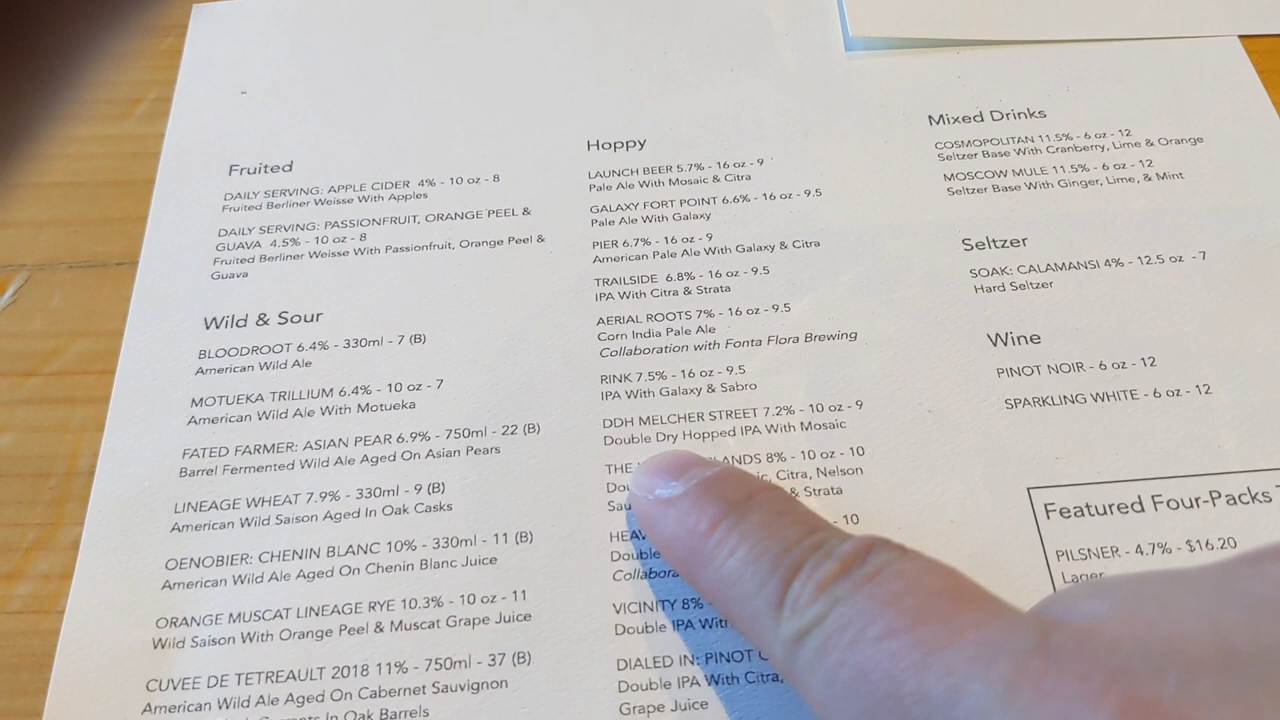 Fruited
DAILY SERVING: APPLE CIDER 4% - 10 oz - 8
Fruited Berliner Weisse With Apples
DAILY SERVING: PASSIONFRUIT, ORANGE PEEL &
GUAVA 4.5% - 10 oz - 8
Fruited Berliner Weisse With Passionfruit, Orange Peel &
Guava
Wild & Sour
BLOODROOT 6.4% - 330ml - 7 (B)
American Wild Ale
MOTUEKA TRILLIUM 6.4% - 10 oz - 7
American Wild Ale With Motueka
FATED FARMER: ASIAN PEAR 6.9% - 750ml - 22 (B)
Barrel Fermented Wild Ale Aged On Asian Pears
LINEAGE WHEAT 7.9% - 330ml - 9 (B)
American Wild Saison Aged In Oak Casks
OENOBIER: CHENIN BLANC 10% - 330ml - 11 (B)
American Wild Ale Aged On Chenin Blanc Juice
ORANGE MUSCAT LINEAGE RYE 10.3% - 10 oz - 11
Wild Saison With Orange Peel & Muscat Grape Juice
CUVEE DE TETREAULT 2018 11% - 750ml - 37 (B)
American Wild Ale Aged On Cabernet Sauvignon
In Oak Barrels
Hoppy
LAUNCH BEER 5.7% - 16 oz - 9
Pale Ale With Mosaic & Citra
GALAXY FORT POINT 6.6% - 16 oz - 9.5
Pale Ale With Galaxy
PIER 6.7% - 16 oz - 9
American Pale Ale With Galaxy & Citra
TRAILSIDE 6.8% - 16 oz - 9.5
IPA With Citra & Strata
AERIAL ROOTS 7% - 16 oz - 9.5
Corn India Pale Ale
Collaboration with Fonta Flora Brewing
RINK 7.5% - 16 oz - 9.5
IPA With Galaxy & Sabro
DDH MELCHER STREET 7.2% - 10 oz - 9
Double Dry Hopped IPA With Mosaic
THE 8% - 10 oz - 10
Citra, Nelson
& Strata
- 10
Double
VICINITY 8% -
Double IPA With
DIALED IN: PINOT
Double IPA With Citra,
Grape Juice
Mixed Drinks
COSMOPOLITAN 11.5% - 6 oz - 12
Seltzer Base With Cranberry, Lime & Orange
MOSCOW MULE 11.5% - 6 oz - 12
Seltzer Base With Ginger, Lime, & Mint
Seltzer
SOAK: CALAMANSI 4% - 12.5 oz - 7
Hard Seltzer
Wine
PINOT NOIR - 6 oz - 12
SPARKLING WHITE - 6 oz - 12
Featured Four-Packs
PILSNER - 4.7% - $16.20
Lager